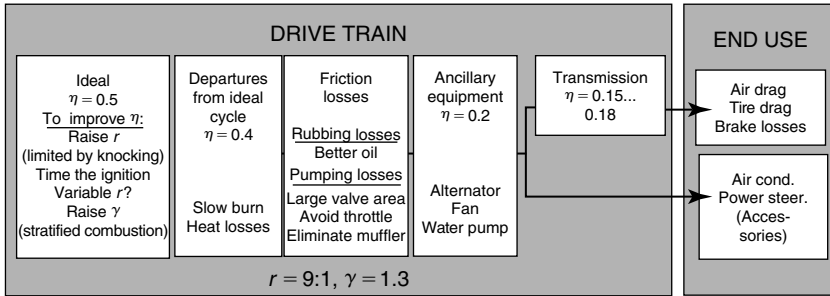 DRIVE TRAIN
Ideal
η = 0.5
To improve η:
Raise r
(limited by knocking)
Time the ignition
Variable r?
Raise γ
(stratified combustion)
Departures
from ideal
cycle
η = 0.4
Slow burn
Heat losses
Friction
losses
Rubbing losses
Better oil
Pumping losses
Large valve area
Avoid throttle
Eliminate muffler
Ancillary
equipment
η = 0.2
Alternator
Fan
Water pump
Transmission
η = 0.15...
0.18
r = 9:1, γ = 1.3
END USE
Air drag
Tire drag
Brake losses
Air cond.
Power steer.
(Acces-
sories)